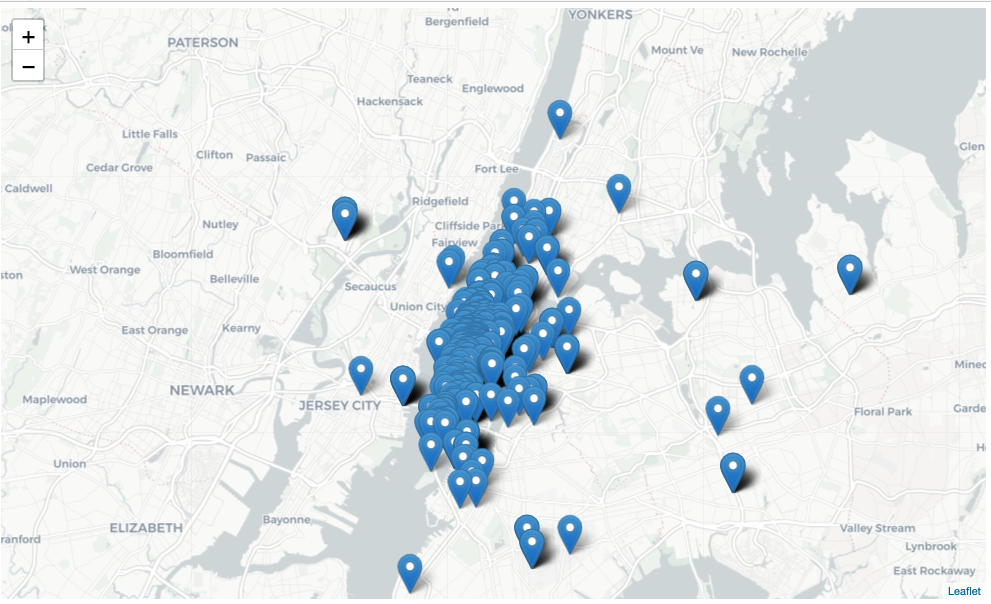 Bergenfield
YONKERS
PATERSON
Mount Ve
New Rochelle
Teaneck
Englewood
Hackensack
Little Falls
Clifton
Passaic
Glen
Cedar Grove
Fort Lee
Caldwell
Ridgefield
Nutley
Cliffside Par
Fairview
Bloomfield
ston
West Orange
Belleville
Secaucus
Union City
East Orange
Kearny
Minec
NEWARK
Maplewood
JERSEY CITY
Floral Park
Garde
Union
ELIZABETH
Bayonne
Valley Stream
ranford
Lynbrook
East Rockaway
Leaflet
+
−